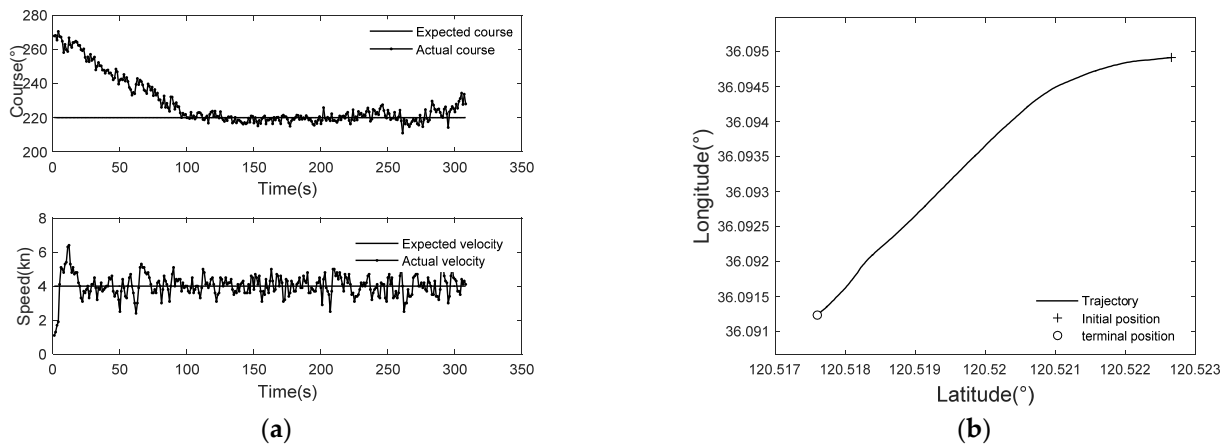 280
260
240
220
200
Course(°)
Expected course
Actual course
0 50 100 150 200 250 300 350
Time(s)
8
6
4
2
0
Speed(kn)
Expected velocity
Actual velocity
0 50 100 150 200 250 300 350
Time(s)
(a)
36.095
36.0945
36.094
36.0935
36.093
36.0925
36.092
36.0915
36.091
Longitude(°)
Trajectory
Initial position
terminal position
120.517 120.518 120.519 120.52 120.521 120.522 120.523
Latitude(°)
(b)